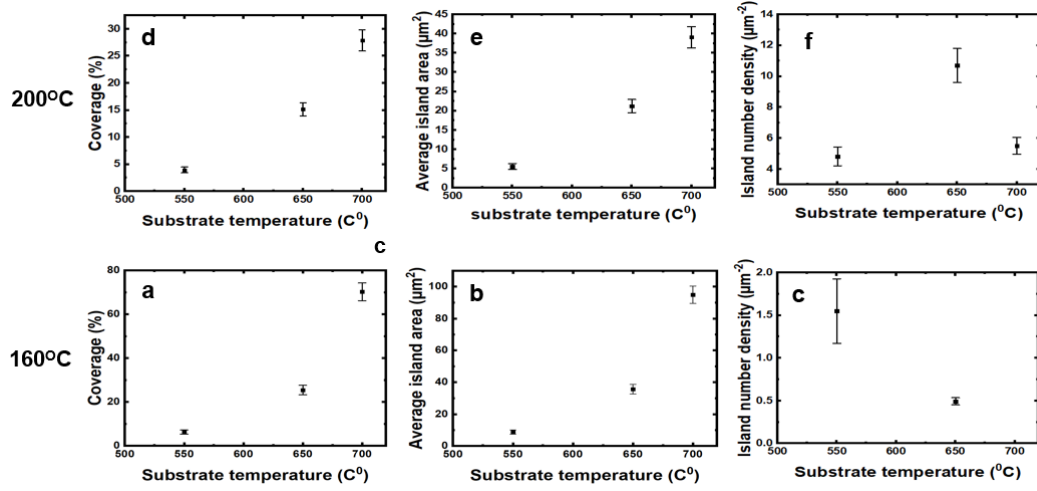 200°C
d
Coverage (%)
30
25
20
15
10
5
0
500 550 600 650 700
Substrate temperature (C⁰)
e
Average island area (µm²)
45
40
35
30
25
20
15
10
5
0
500 550 600 650 700
substrate temperature (C⁰)
f
Island number density (µm⁻²)
14
12
10
8
6
4
500 550 600 650 700
Substrate temperature (⁰C)
c
160°C
a
Coverage (%)
80
60
40
20
0
500 550 600 650 700
Substrate temperature (C⁰)
b
Average island area (µm²)
100
80
60
40
20
0
500 550 600 650 700
Substrate temperature (C⁰)
c
Island number density (µm⁻²)
2.0
1.5
1.0
0.5
0.0
500 550 600 650 700
Substrate temperature (⁰C)